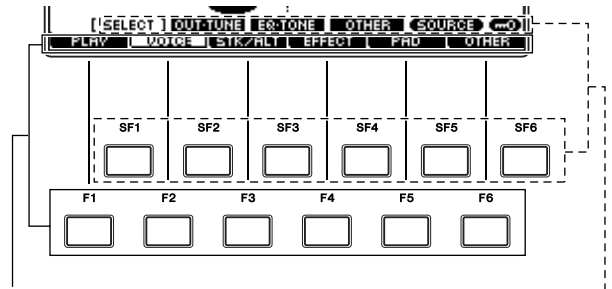 SELECT OUT-TUNE EQ-TONE OTHER SOURCE
PLAY VOICE STK/ALT EFFECT PAD OTHER
SF1 SF2 SF3 SF4 SF5 SF6
F1 F2 F3 F4 F5 F6